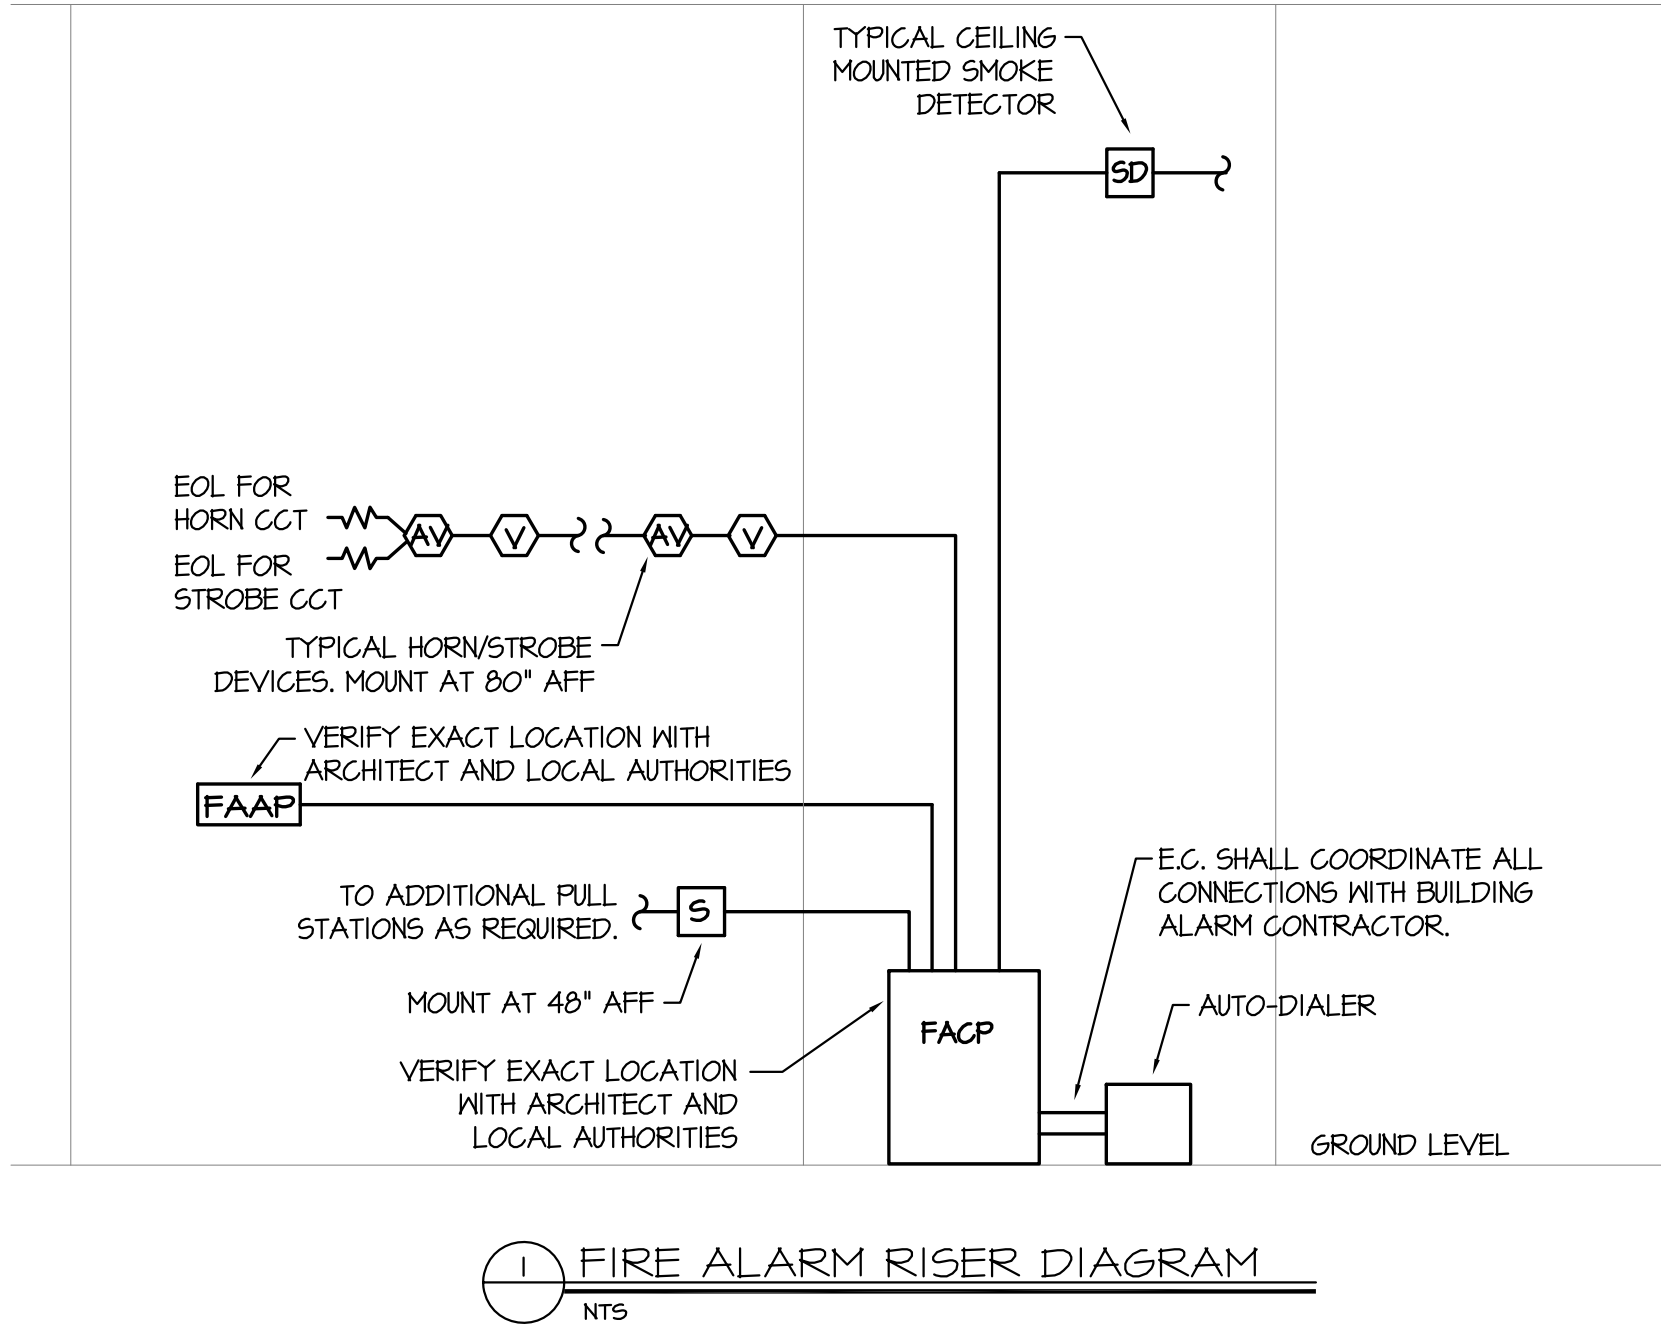 TYPICAL CEILING
MOUNTED SMOKE
DETECTOR
SD
EOL FOR
HORN CCT
AV
V
AV
V
EOL FOR
STROBE CCT
TYPICAL HORN/STROBE
DEVICES. MOUNT AT 80" AFF
VERIFY EXACT LOCATION WITH
ARCHITECT AND LOCAL AUTHORITIES
FAAP
TO ADDITIONAL PULL
STATIONS AS REQUIRED.
S
MOUNT AT 48" AFF
E.C. SHALL COORDINATE ALL
CONNECTIONS WITH BUILDING
ALARM CONTRACTOR.
AUTO-DIALER
FACP
VERIFY EXACT LOCATION
WITH ARCHITECT AND
LOCAL AUTHORITIES
GROUND LEVEL
1 FIRE ALARM RISER DIAGRAM
NTS